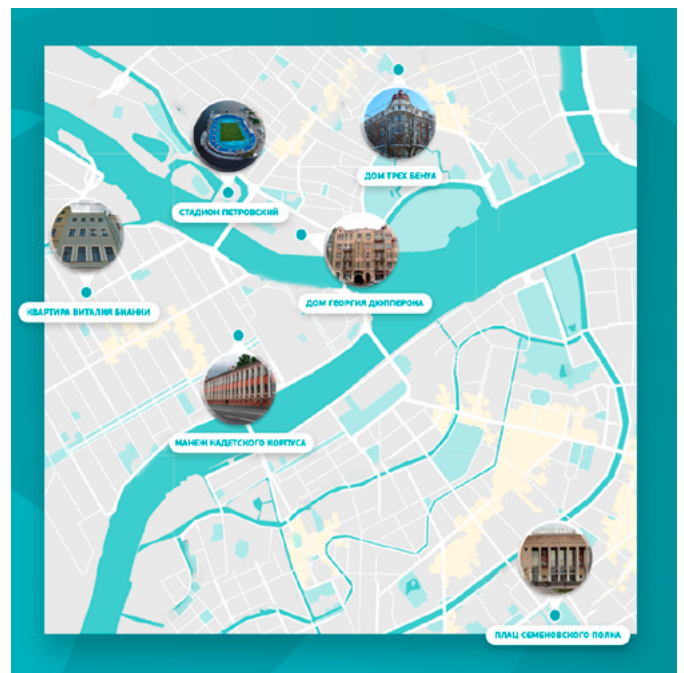 ДОМ ТРЕХ БЕНУА
СТАДИОН ПЕТРОВСКИЙ
ДОМ ГЕОРГИЯ ДЮППЕРОНА
КВАРТИРА ВИТАЛИЯ БИАНКИ
МАНЕЖ КАДЕТСКОГО КОРПУСА
ПЛАЦ СЕМЕНОВСКОГО ПОЛКА